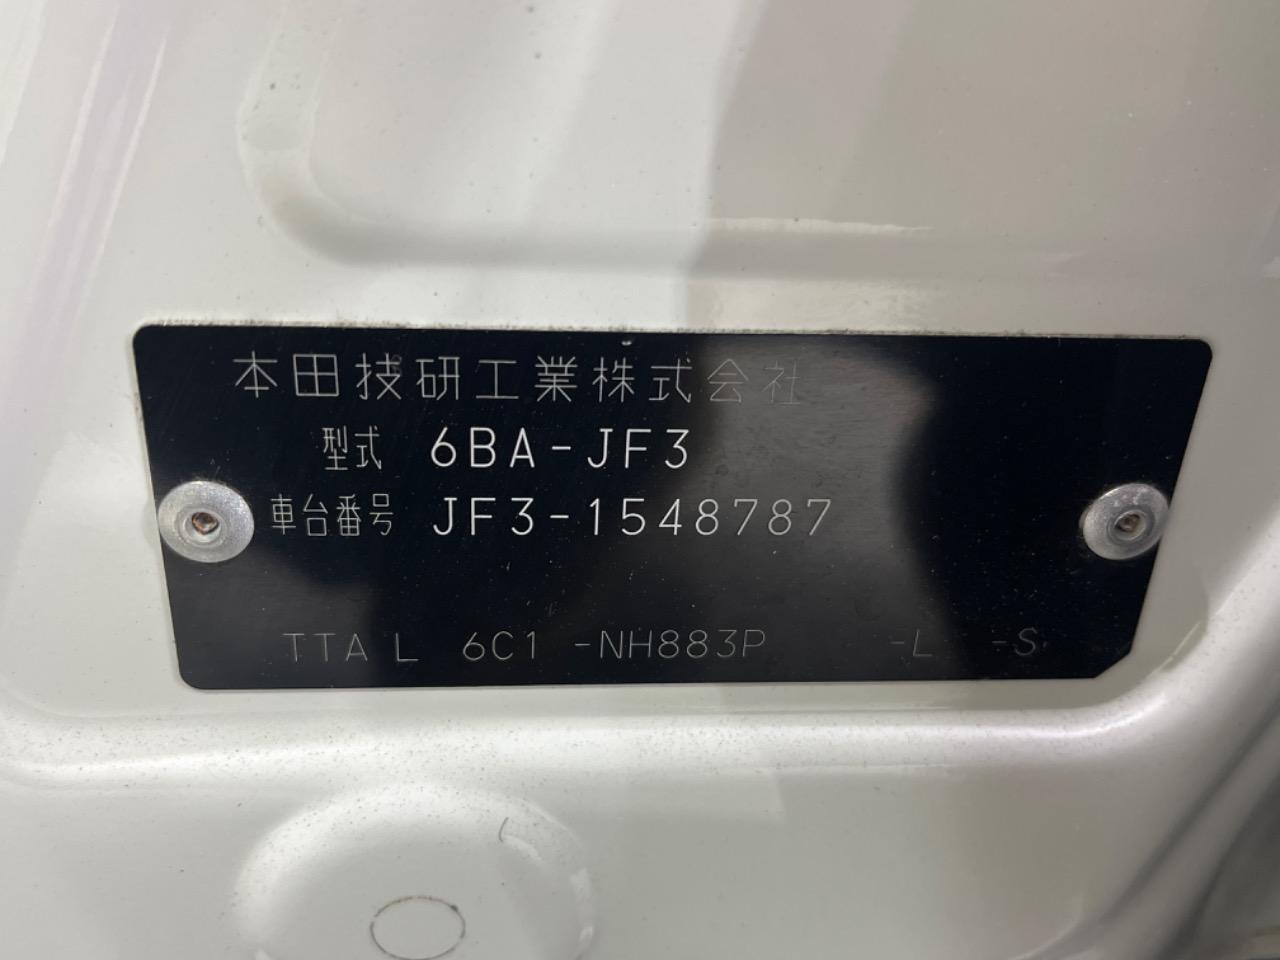 本田技研工業株式会社
型式 6BA-JF3
車台番号 JF3-1548787
TTA L 6C1 -NH883P -L -S